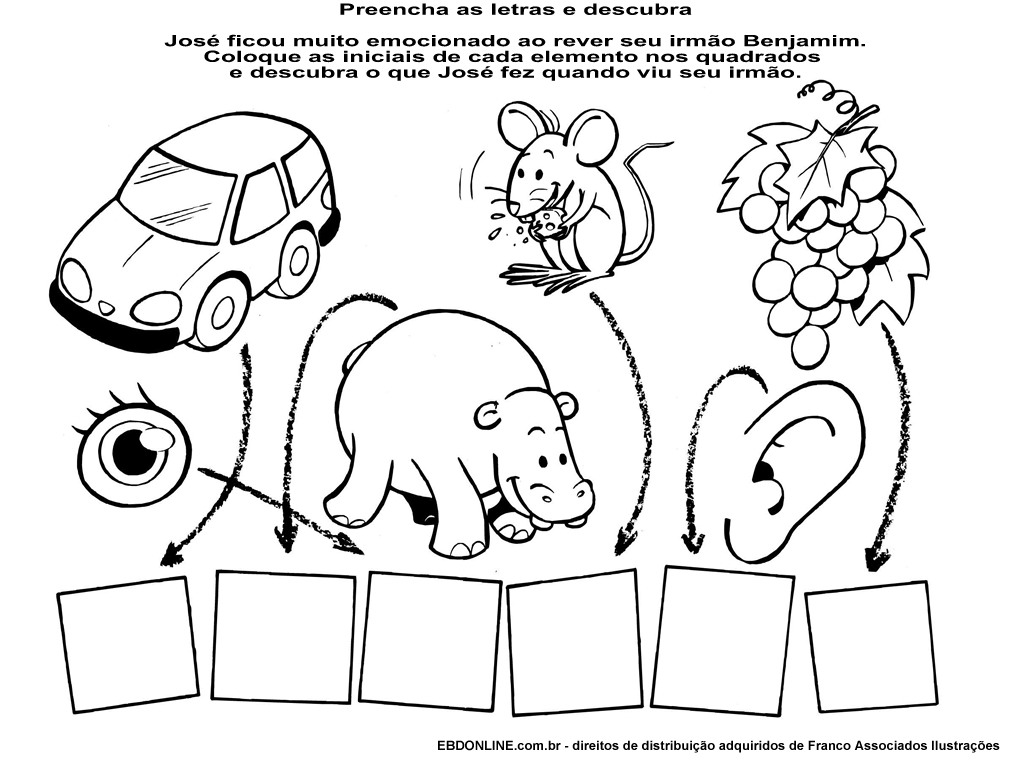 Preencha as letras e descubra
José ficou muito emocionado ao rever seu irmão Benjamim.
Coloque as iniciais de cada elemento nos quadrados
e descubra o que José fez quando viu seu irmão.
EBDONLINE.com.br - direitos de distribuição adquiridos de Franco Associados Ilustrações